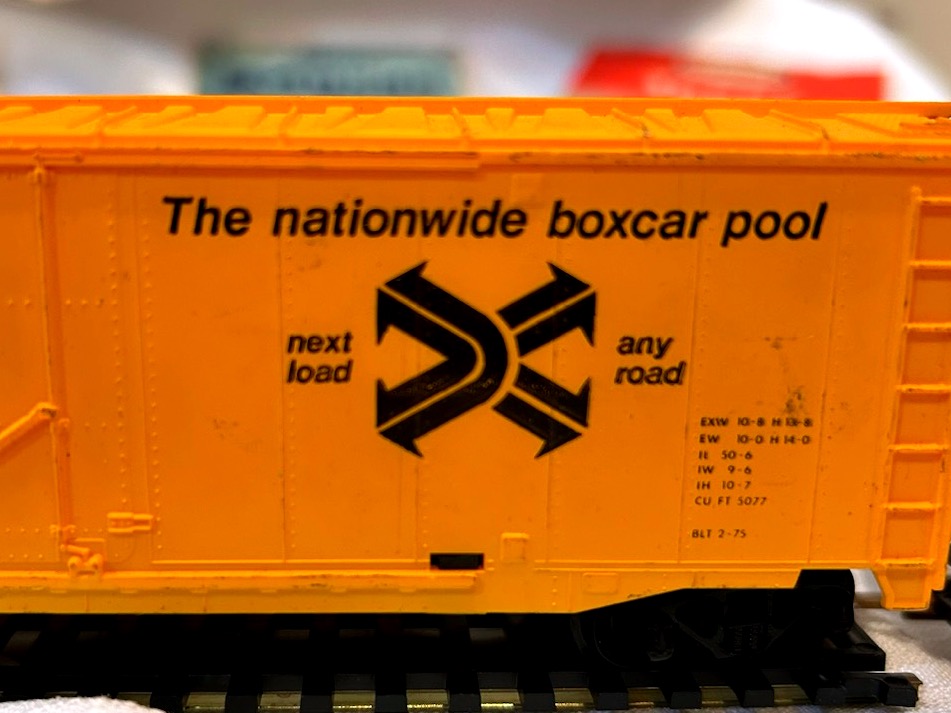 The nationwide boxcar pool
next
load
any
road
EXW 10-8 H 13-8
EW 10-0 H 14-0
IL 50-6
IW 9-6
IH 10-7
CU FT 5077
BLT 2-75